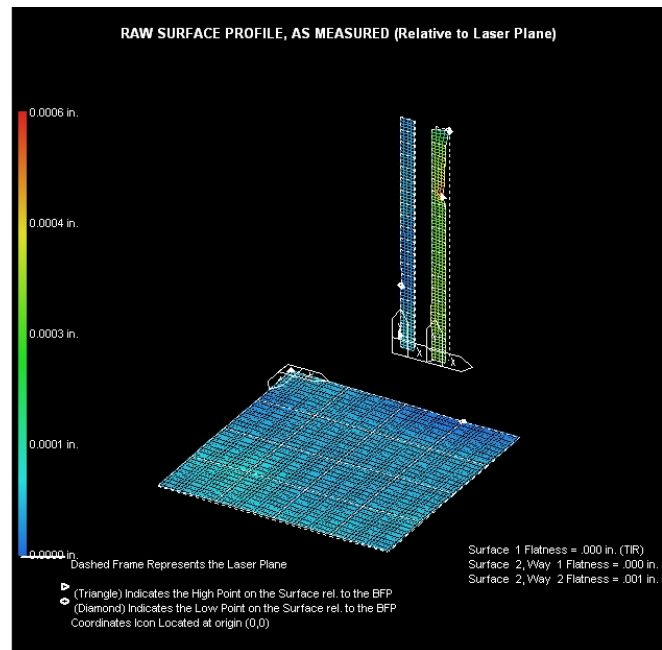 RAW SURFACE PROFILE, AS MEASURED (Relative to Laser Plane)
0.0006 in.
0.0004 in.
0.0003 in.
0.0001 in.
0.0000 in.
X
X
Dashed Frame Represents the Laser Plane
(Triangle) Indicates the High Point on the Surface rel. to the BFP
(Diamond) Indicates the Low Point on the Surface rel. to the BFP
Coordinates Icon Located at origin (0,0)
Surface 1 Flatness = .000 in. (TIR)
Surface 2, Way 1 Flatness = .000 in.
Surface 2, Way 2 Flatness = .001 in.